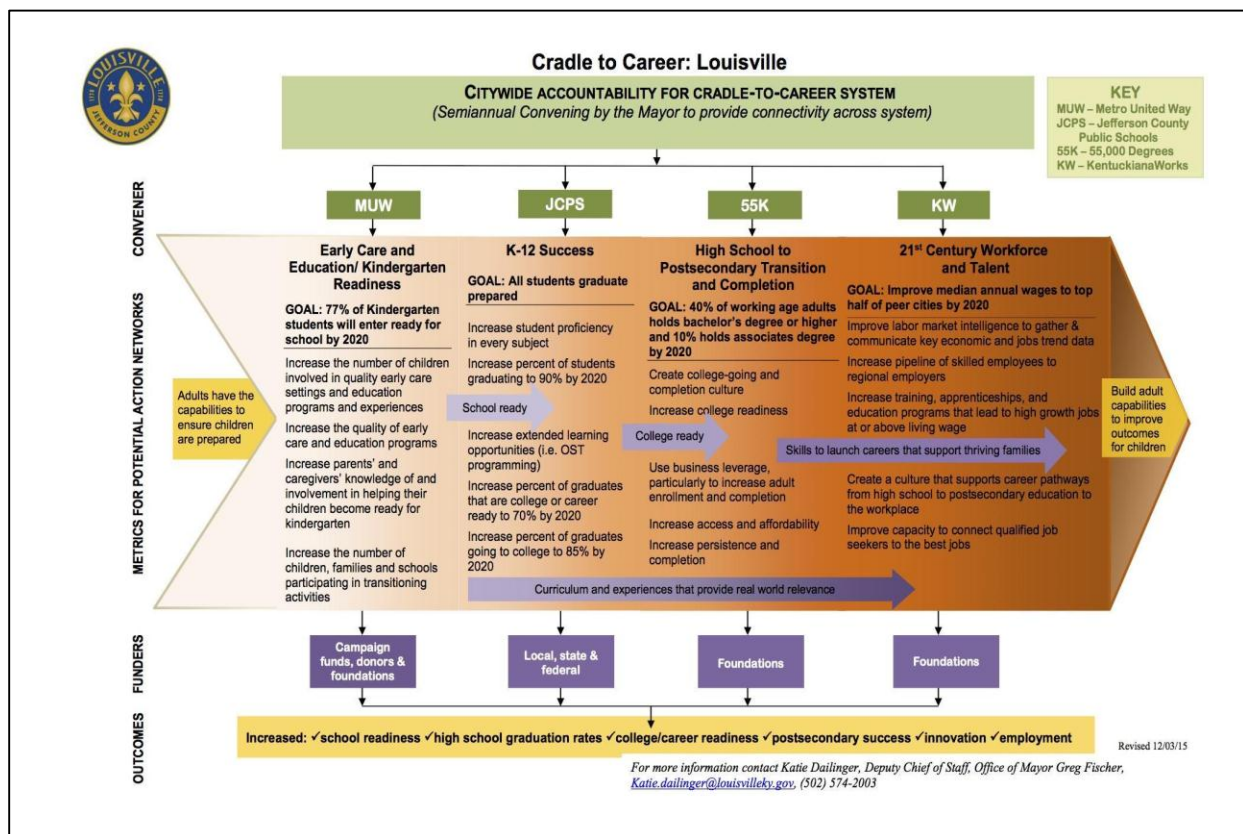 LOUISVILLE
1778
JEFFERSON COUNTY
Cradle to Career: Louisville
CITYWIDE ACCOUNTABILITY FOR CRADLE-TO-CAREER SYSTEM
(Semiannual Convening by the Mayor to provide connectivity across system)
KEY
MUW – Metro United Way
JCPS – Jefferson County
Public Schools
55K – 55,000 Degrees
KW – KentuckianaWorks
CONVENER
MUW
JCPS
55K
KW
METRICS FOR POTENTIAL ACTION NETWORKS
Adults have the
capabilities to
ensure children
are prepared
Early Care and
Education/ Kindergarten
Readiness
GOAL: 77% of Kindergarten
students will enter ready for
school by 2020
Increase the number of children
involved in quality early care
settings and education
programs and experiences
Increase the quality of early
care and education programs
Increase parents' and
caregivers' knowledge of and
involvement in helping their
children become ready for
kindergarten
Increase the number of
children, families and schools
participating in transitioning
activities
K-12 Success
GOAL: All students graduate
prepared
Increase student proficiency
in every subject
Increase percent of students
graduating to 90% by 2020
School ready
Increase extended learning
opportunities (i.e. OST
programming)
Increase percent of graduates
that are college or career
ready to 70% by 2020
Increase percent of graduates
going to college to 85% by
2020
High School to
Postsecondary Transition
and Completion
GOAL: 40% of working age adults
holds bachelor's degree or higher
and 10% holds associates degree
by 2020
Create college-going and
completion culture
Increase college readiness
College ready
Use business leverage,
particularly to increase adult
enrollment and completion
Increase access and affordability
Increase persistence and
completion
21st Century Workforce
and Talent
GOAL: Improve median annual wages to top
half of peer cities by 2020
Improve labor market intelligence to gather &
communicate key economic and jobs trend data
Increase pipeline of skilled employees to
regional employers
Increase training, apprenticeships, and
education programs that lead to high growth jobs
at or above living wage
Skills to launch careers that support thriving families
Create a culture that supports career pathways
from high school to postsecondary education to
the workplace
Improve capacity to connect qualified job
seekers to the best jobs
Curriculum and experiences that provide real world relevance
Build adult
capabilities
to improve
outcomes
for children
FUNDERS
Campaign
funds, donors &
foundations
Local, state &
federal
Foundations
Foundations
OUTCOMES
Increased: ✓school readiness ✓high school graduation rates ✓college/career readiness ✓postsecondary success ✓innovation ✓employment
Revised 12/03/15
For more information contact Katie Dailinger, Deputy Chief of Staff, Office of Mayor Greg Fischer,
Katie.dailinger@louisvilleky.gov, (502) 574-2003